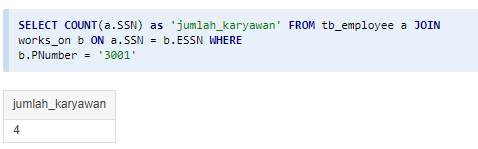 SELECT COUNT(a.SSN) as 'jumlah_karyawan' FROM tb_employee a JOIN
works_on b ON a.SSN = b.ESSN WHERE
b.PNumber = '3001'
jumlah_karyawan
4